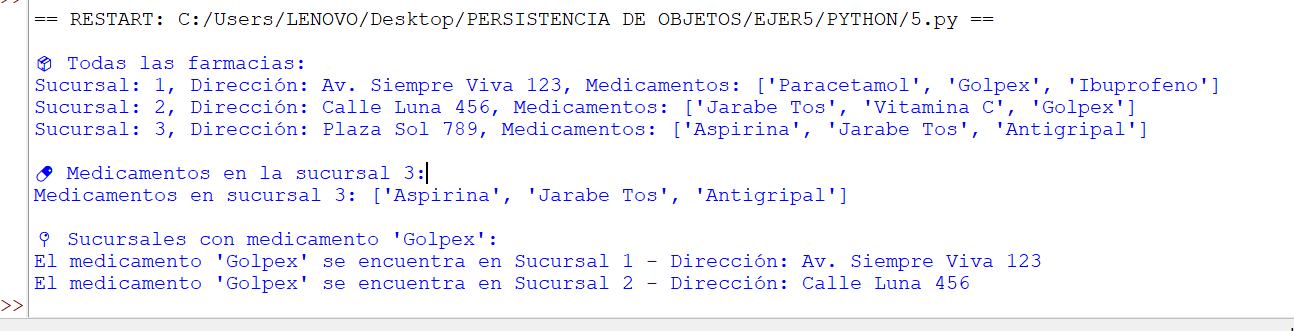 == RESTART: C:/Users/LENOVO/Desktop/PERSISTENCIA DE OBJETOS/EJER5/PYTHON/5.py ==
📦 Todas las farmacias:
Sucursal: 1, Dirección: Av. Siempre Viva 123, Medicamentos: ['Paracetamol', 'Golpex', 'Ibuprofeno']
Sucursal: 2, Dirección: Calle Luna 456, Medicamentos: ['Jarabe Tos', 'Vitamina C', 'Golpex']
Sucursal: 3, Dirección: Plaza Sol 789, Medicamentos: ['Aspirina', 'Jarabe Tos', 'Antigripal']
💊 Medicamentos en la sucursal 3:
Medicamentos en sucursal 3: ['Aspirina', 'Jarabe Tos', 'Antigripal']
📍 Sucursales con medicamento 'Golpex':
El medicamento 'Golpex' se encuentra en Sucursal 1 - Dirección: Av. Siempre Viva 123
El medicamento 'Golpex' se encuentra en Sucursal 2 - Dirección: Calle Luna 456
>>